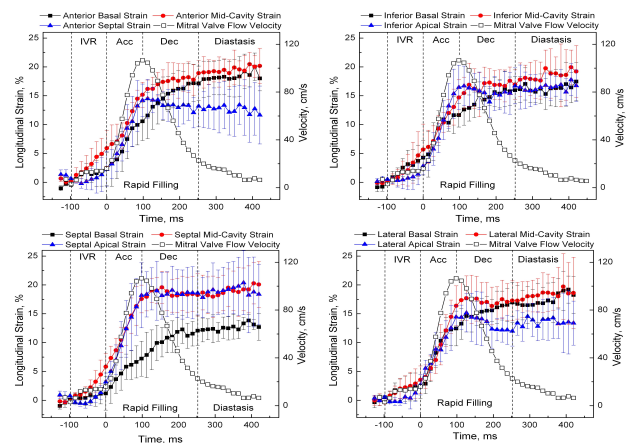 Anterior Basal Strain Anterior Mid-Cavity Strain
Anterior Septal Strain Mitral Valve Flow Velocity
IVR Acc Dec Diastasis
25
20
15
10
5
0
120
80
40
0
Longitudinal Strain, %
Velocity, cm/s
Rapid Filling
-100 0 100 200 300 400
Time, ms
Inferior Basal Strain Inferior Mid-Cavity Strain
Inferior Apical Strain Mitral Valve Flow Velocity
IVR Acc Dec Diastasis
25
20
15
10
5
0
120
80
40
0
Longitudinal Strain, %
Velocity, cm/s
Rapid Filling
-100 0 100 200 300 400
Time, ms
Septal Basal Strain Septal Mid-Cavity Strain
Septal Apical Strain Mitral Valve Flow Velocity
IVR Acc Dec
25
20
15
10
5
0
120
80
40
0
Longitudinal Strain, %
Velocity, cm/s
Rapid Filling Diastasis
-100 0 100 200 300 400
Time, ms
Lateral Basal Strain Lateral Mid-Cavity Strain
Lateral Apical Strain Mitral Valve Flow Velocity
IVR Acc Dec Diastasis
25
20
15
10
5
0
120
80
40
0
Longitudinal Strain, %
Velocity, cm/s
Rapid Filling
-100 0 100 200 300 400
Time, ms